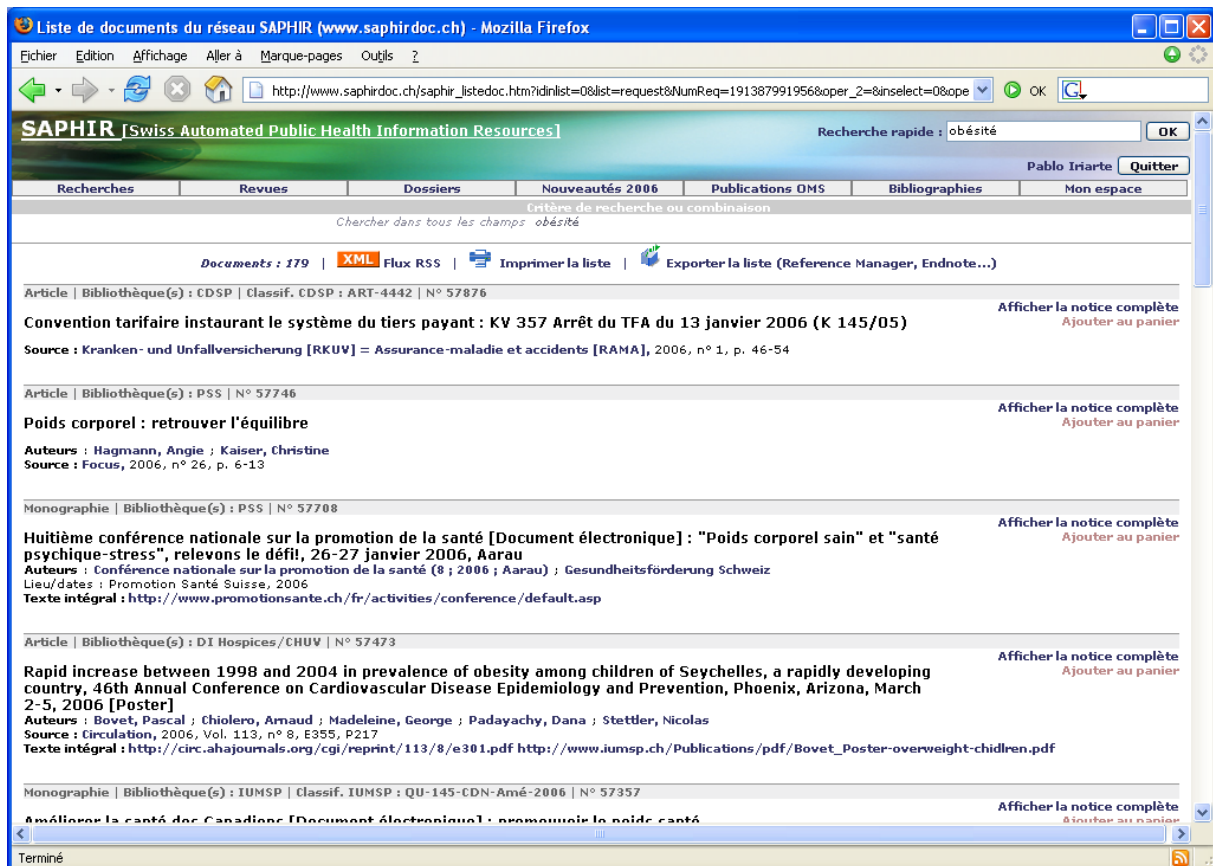 Liste de documents du réseau SAPHIR (www.saphirdoc.ch) - Mozilla Firefox
Fichier Edition Affichage Aller à Marque-pages Outils ?
http://www.saphirdoc.ch/saphir_listedoc.htm?idinlist=0&list=request&NumReq=191387991956&oper_2=&inselect=0&ope OK G
SAPHIR [Swiss Automated Public Health Information Resources] Recherche rapide : obésité OK
Pablo Iriarte Quitter
Recherches Revues Dossiers Nouveautés 2006 Publications OMS Bibliographies Mon espace
Critère de recherche ou combinaison
Chercher dans tous les champs obésité
Documents : 179 | XML Flux RSS | Imprimer la liste | Exporter la liste (Reference Manager, Endnote...)
Article | Bibliothèque(s) : CDSP | Classif. CDSP : ART-4442 | N° 57876
Afficher la notice complète
Convention tarifaire instaurant le système du tiers payant : KV 357 Arrêt du TFA du 13 janvier 2006 (K 145/05) Ajouter au panier
Source : Kranken- und Unfallversicherung [RKUV] = Assurance-maladie et accidents [RAMA], 2006, n° 1, p. 46-54
Article | Bibliothèque(s) : PSS | N° 57746
Afficher la notice complète
Poids corporel : retrouver l'équilibre Ajouter au panier
Auteurs : Hagmann, Angie ; Kaiser, Christine
Source : Focus, 2006, n° 26, p. 6-13
Monographie | Bibliothèque(s) : PSS | N° 57708
Afficher la notice complète
Huitième conférence nationale sur la promotion de la santé [Document électronique] : "Poids corporel sain" et "santé Ajouter au panier
psychique-stress", relevons le défi!, 26-27 janvier 2006, Aarau
Auteurs : Conférence nationale sur la promotion de la santé (8 ; 2006 ; Aarau) ; Gesundheitsförderung Schweiz
Lieu/dates : Promotion Santé Suisse, 2006
Texte intégral : http://www.promotionsante.ch/fr/activities/conference/default.asp
Article | Bibliothèque(s) : DI Hospices/CHUV | N° 57473
Afficher la notice complète
Rapid increase between 1998 and 2004 in prevalence of obesity among children of Seychelles, a rapidly developing Ajouter au panier
country, 46th Annual Conference on Cardiovascular Disease Epidemiology and Prevention, Phoenix, Arizona, March
2-5, 2006 [Poster]
Auteurs : Bovet, Pascal ; Chiolero, Arnaud ; Madeleine, George ; Padayachy, Dana ; Stettler, Nicolas
Source : Circulation, 2006, Vol. 113, n° 8, E355, P217
Texte intégral : http://circ.ahajournals.org/cgi/reprint/113/8/e301.pdf http://www.iumsp.ch/Publications/pdf/Bovet_Poster-overweight-chidlren.pdf
Monographie | Bibliothèque(s) : IUMSP | Classif. IUMSP : QU-145-CDN-Amé-2006 | N° 57357
Afficher la notice complète
Améliorer la santé des Canadiens [Document électronique] : promouvoir le poids santé Ajouter au panier
Terminé